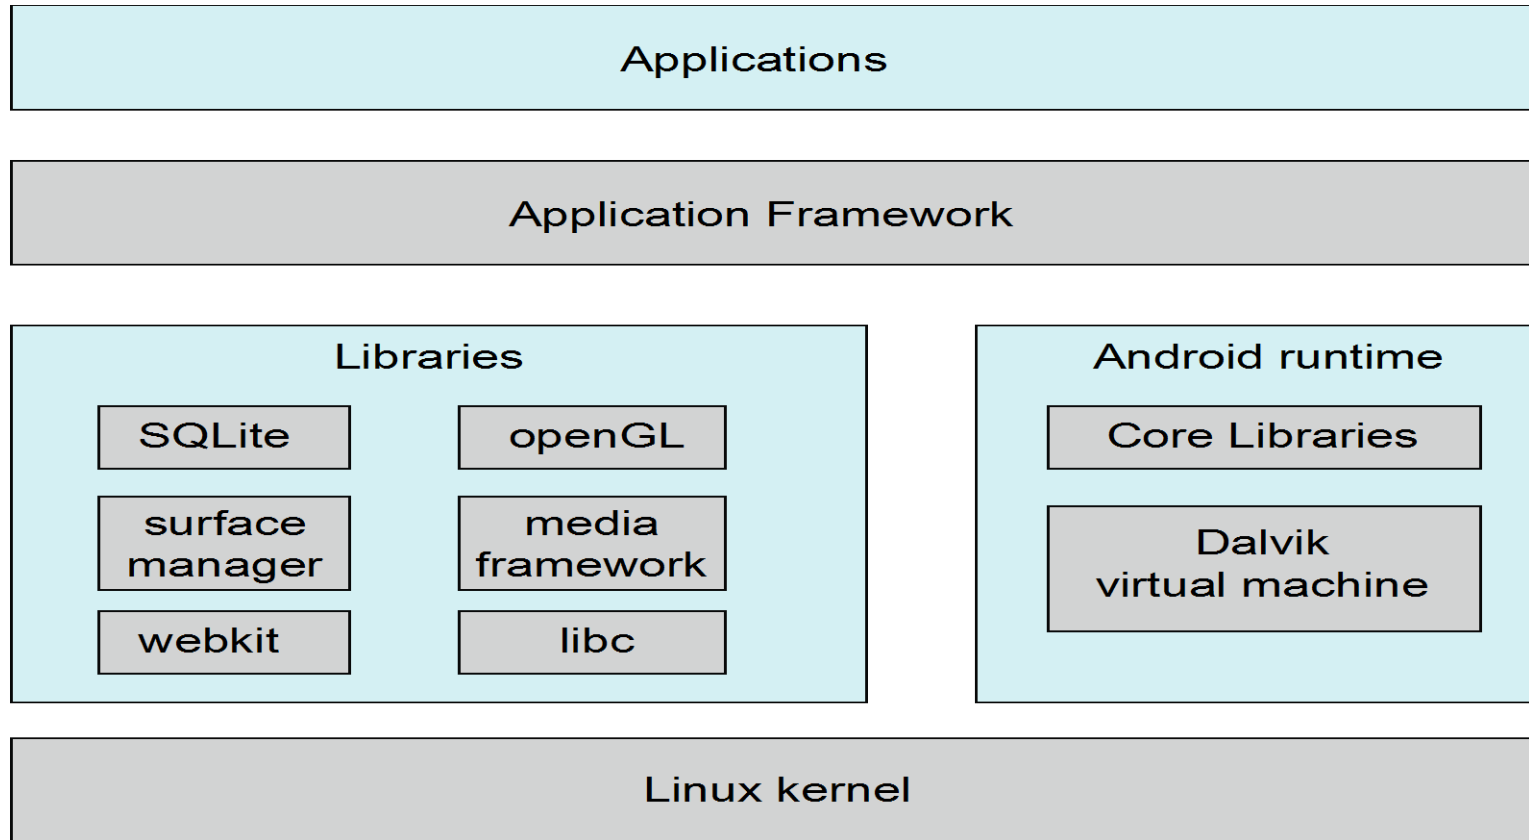 Applications
Application Framework
Libraries
SQLite
openGL
surface
manager
media
framework
webkit
libc
Android runtime
Core Libraries
Dalvik
virtual machine
Linux kernel